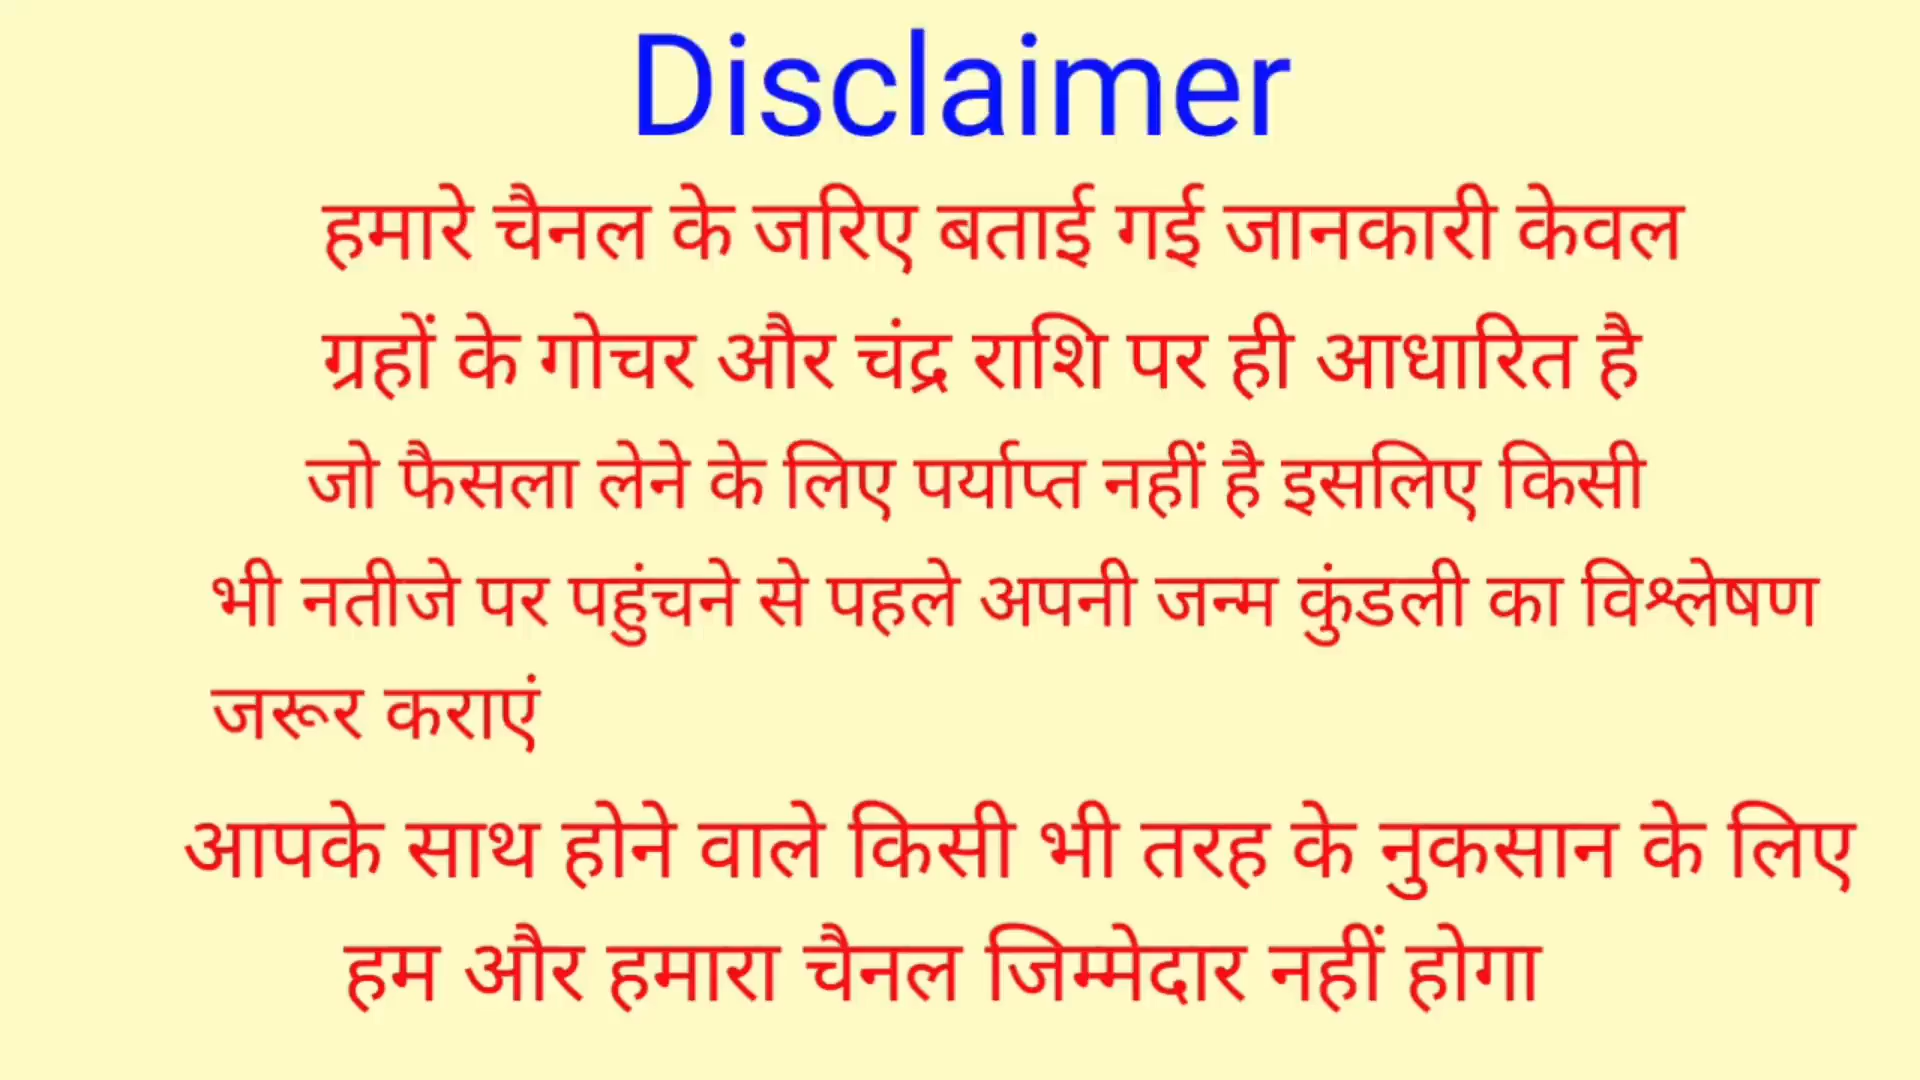 Disclaimer
हमारे चैनल के जरिए बताई गई जानकारी केवल
ग्रहों के गोचर और चंद्र राशि पर ही आधारित है
जो फैसला लेने के लिए पर्याप्त नहीं है इसलिए किसी
भी नतीजे पर पहुंचने से पहले अपनी जन्म कुंडली का विश्लेषण
जरूर कराएं
आपके साथ होने वाले किसी भी तरह के नुकसान के लिए
हम और हमारा चैनल जिम्मेदार नहीं होगा